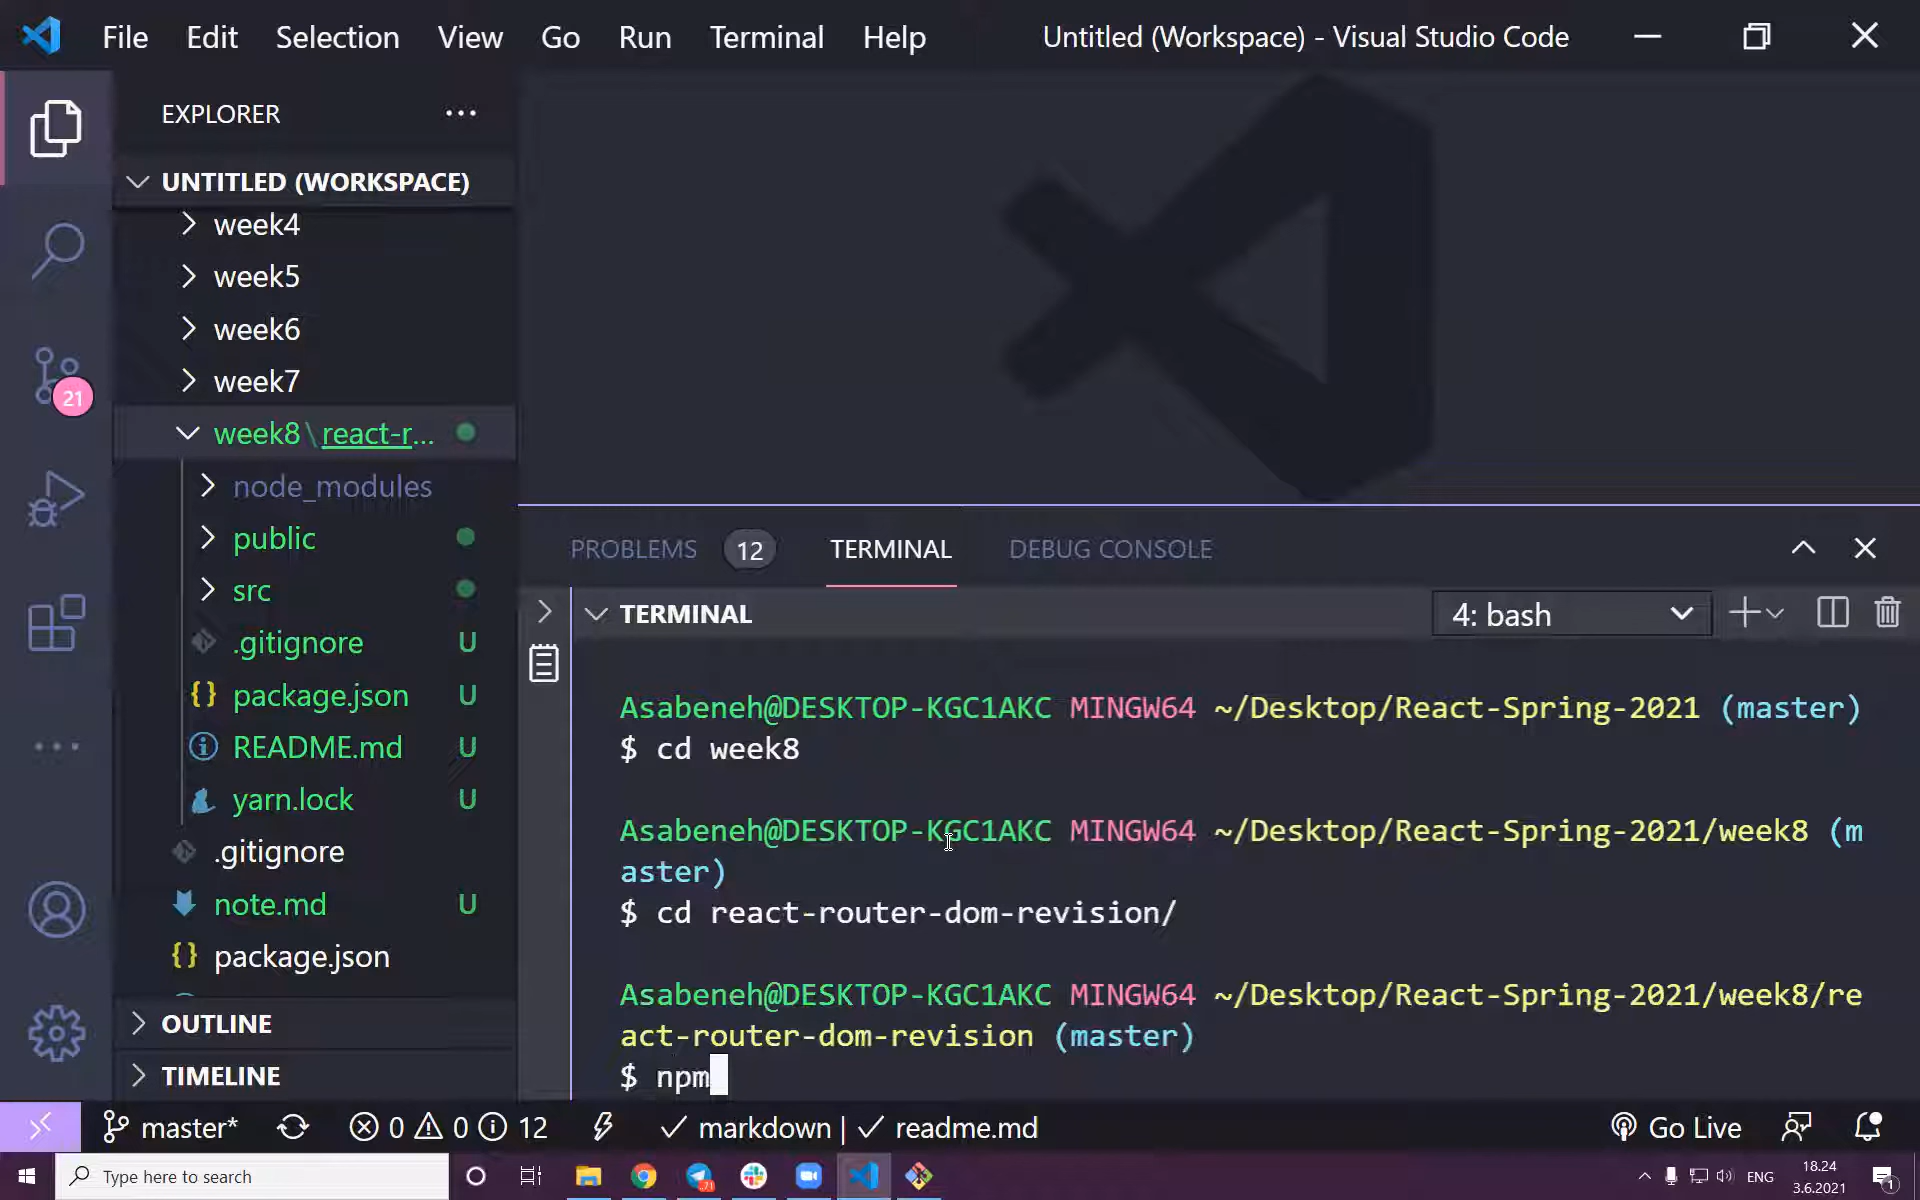 File Edit Selection View Go Run Terminal Help Untitled (Workspace) - Visual Studio Code
EXPLORER
UNTITLED (WORKSPACE)
week4
week5
week6
week7
week8\react-r...
node_modules
public
src
.gitignore U
package.json U
README.md U
yarn.lock U
.gitignore
note.md U
package.json
OUTLINE
TIMELINE
21
PROBLEMS 12 TERMINAL DEBUG CONSOLE
TERMINAL 4: bash
Asabeneh@DESKTOP-KGC1AKC MINGW64 ~/Desktop/React-Spring-2021 (master)
$ cd week8
Asabeneh@DESKTOP-KGC1AKC MINGW64 ~/Desktop/React-Spring-2021/week8 (m
aster)
$ cd react-router-dom-revision/
Asabeneh@DESKTOP-KGC1AKC MINGW64 ~/Desktop/React-Spring-2021/week8/re
act-router-dom-revision (master)
$ npm
master* 0 0 12 markdown | readme.md Go Live
Type here to search ENG 18.24
3.6.2021 1